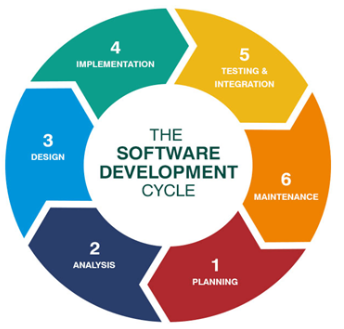 THE
SOFTWARE
DEVELOPMENT
CYCLE
1
PLANNING
2
ANALYSIS
3
DESIGN
4
IMPLEMENTATION
5
TESTING &
INTEGRATION
6
MAINTENANCE